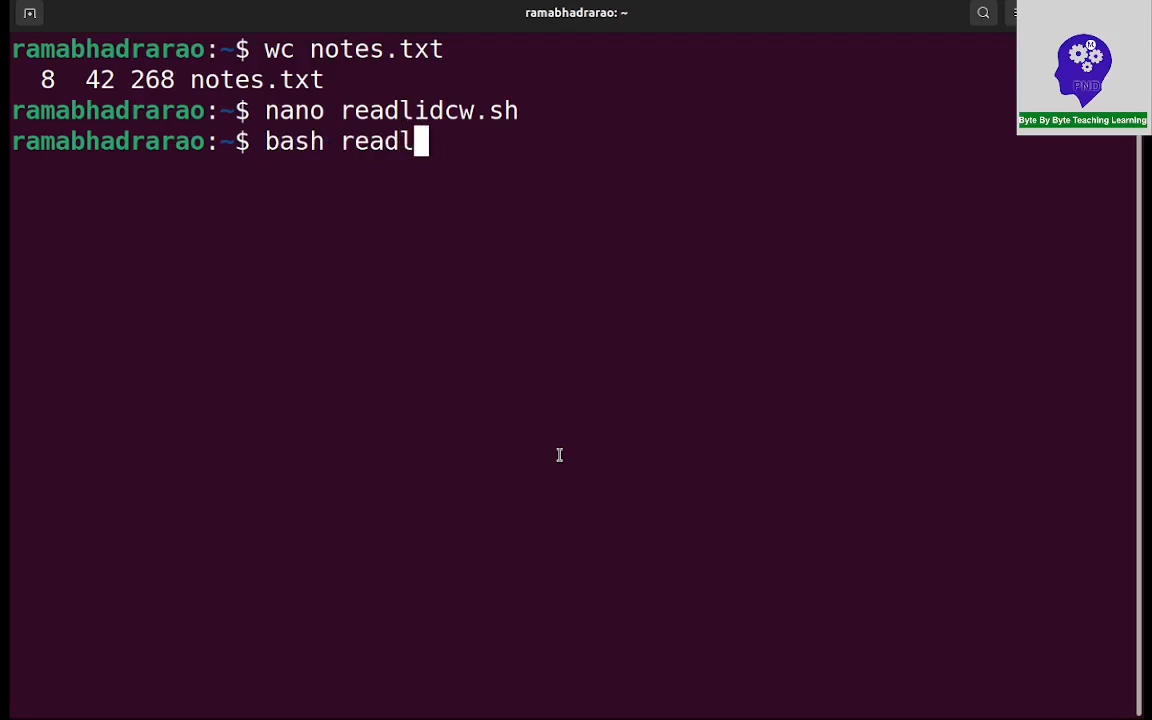 ramabhadrarao: ~
ramabhadrarao:~$ wc notes.txt
8 42 268 notes.txt
ramabhadrarao:~$ nano readlidcw.sh
ramabhadrarao:~$ bash readl
PND
Byte By Byte Teaching Learning